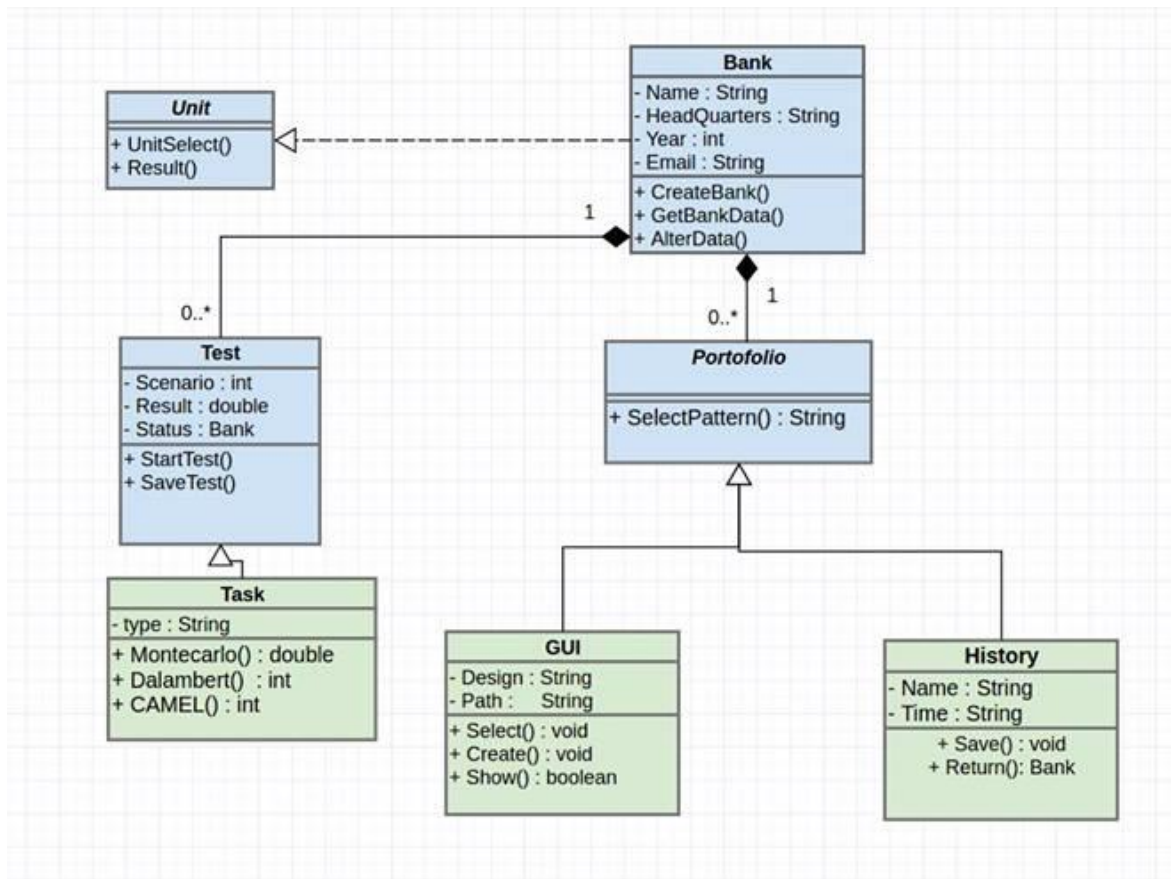 Bank
- Name : String
- HeadQuarters : String
- Year : int
- Email : String
+ CreateBank()
+ GetBankData()
+ AlterData()
Unit
+ UnitSelect()
+ Result()
1
0..*
1
0..*
Test
- Scenario : int
- Result : double
- Status : Bank
+ StartTest()
+ SaveTest()
Portofolio
+ SelectPattern() : String
Task
- type : String
+ Montecarlo() : double
+ Dalambert() : int
+ CAMEL() : int
GUI
- Design : String
- Path : String
+ Select() : void
+ Create() : void
+ Show() : boolean
History
- Name : String
- Time : String
+ Save() : void
+ Return(): Bank